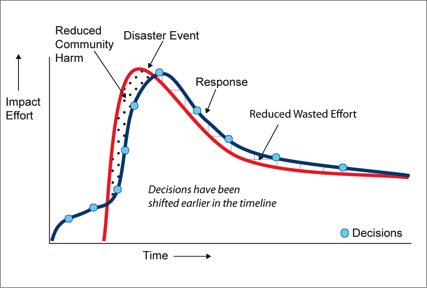 Reduced
Community
Harm
Disaster Event
Response
Impact
Effort
Reduced Wasted Effort
Decisions have been
shifted earlier in the timeline
Decisions
Time